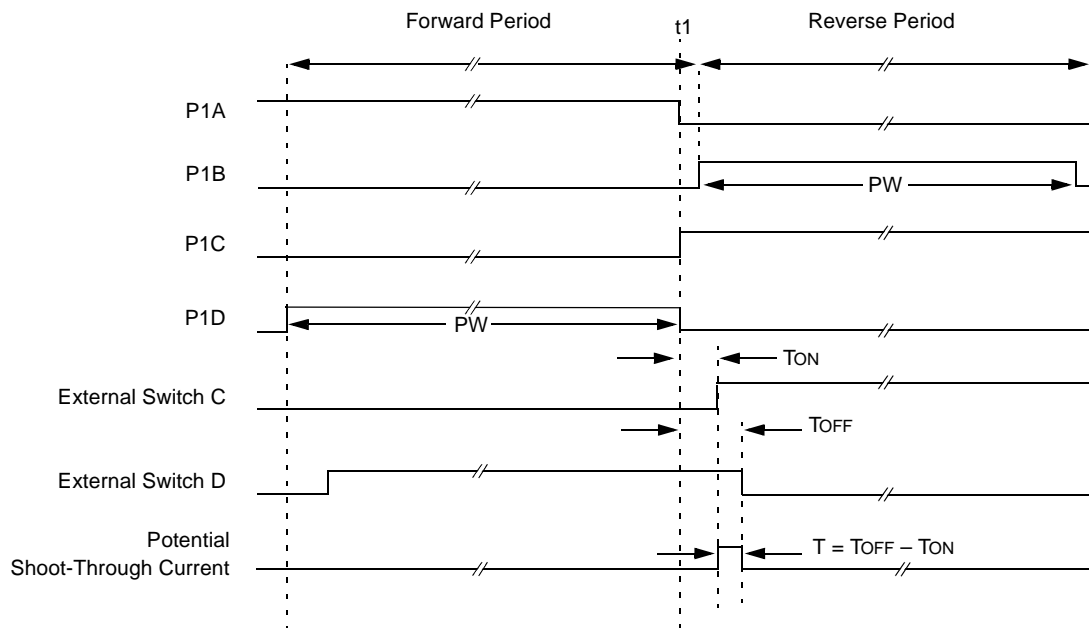 Forward Period
t1
Reverse Period
P1A
P1B
PW
P1C
P1D
PW
TON
External Switch C
TOFF
External Switch D
Potential
Shoot-Through Current
T = TOFF – TON